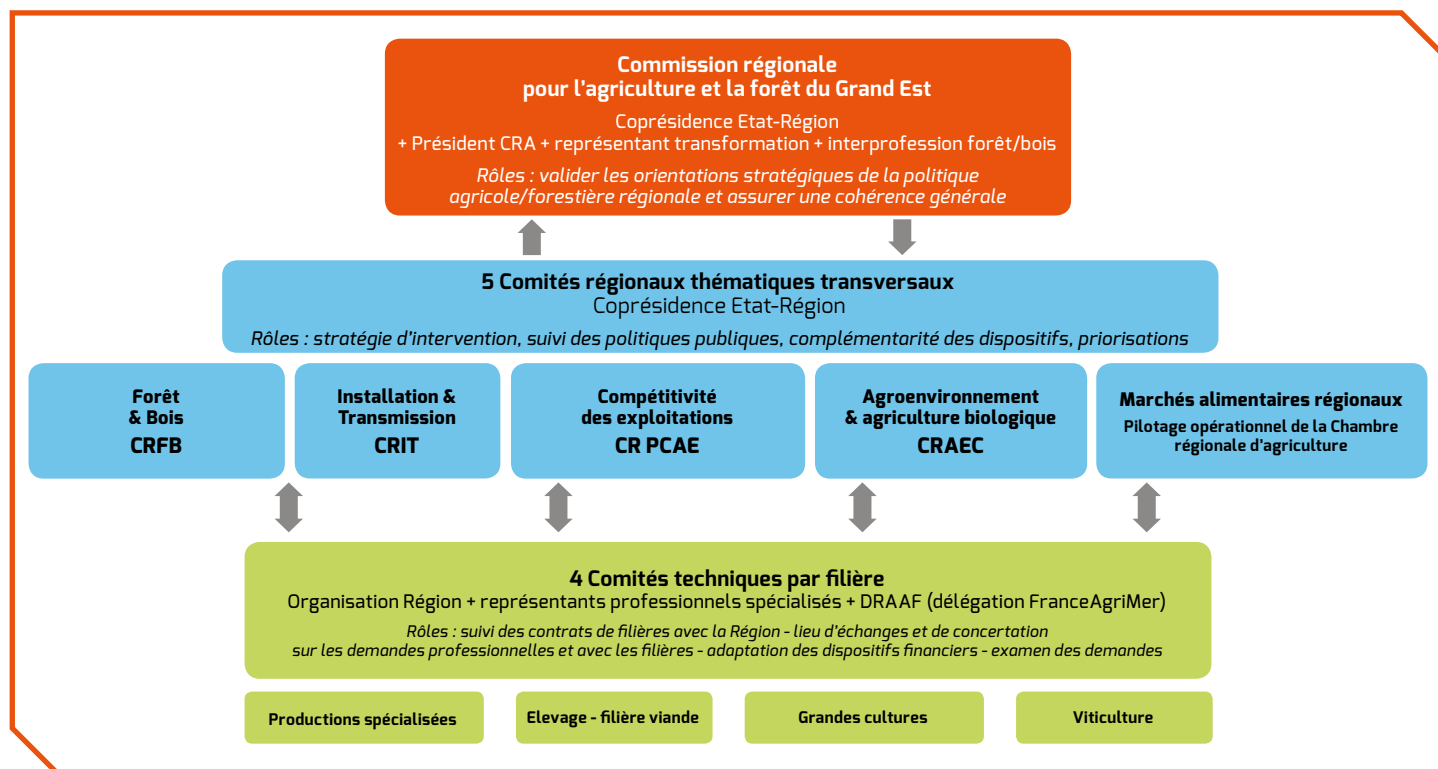 Commission régionale
pour l'agriculture et la forêt du Grand Est
Coprésidence Etat-Région
+ Président CRA + représentant transformation + interprofession forêt/bois
Rôles : valider les orientations stratégiques de la politique
agricole/forestière régionale et assurer une cohérence générale
5 Comités régionaux thématiques transversaux
Coprésidence Etat-Région
Rôles : stratégie d'intervention, suivi des politiques publiques, complémentarité des dispositifs, priorisations
Forêt
& Bois
CRFB
Installation &
Transmission
CRIT
Compétitivité
des exploitations
CR PCAE
Agroenvironnement
& agriculture biologique
CRAEC
Marchés alimentaires régionaux
Pilotage opérationnel de la Chambre
régionale d'agriculture
4 Comités techniques par filière
Organisation Région + représentants professionnels spécialisés + DRAAF (délégation FranceAgriMer)
Rôles : suivi des contrats de filières avec la Région - lieu d'échanges et de concertation
sur les demandes professionnelles et avec les filières - adaptation des dispositifs financiers - examen des demandes
Productions spécialisées
Elevage - filière viande
Grandes cultures
Viticulture